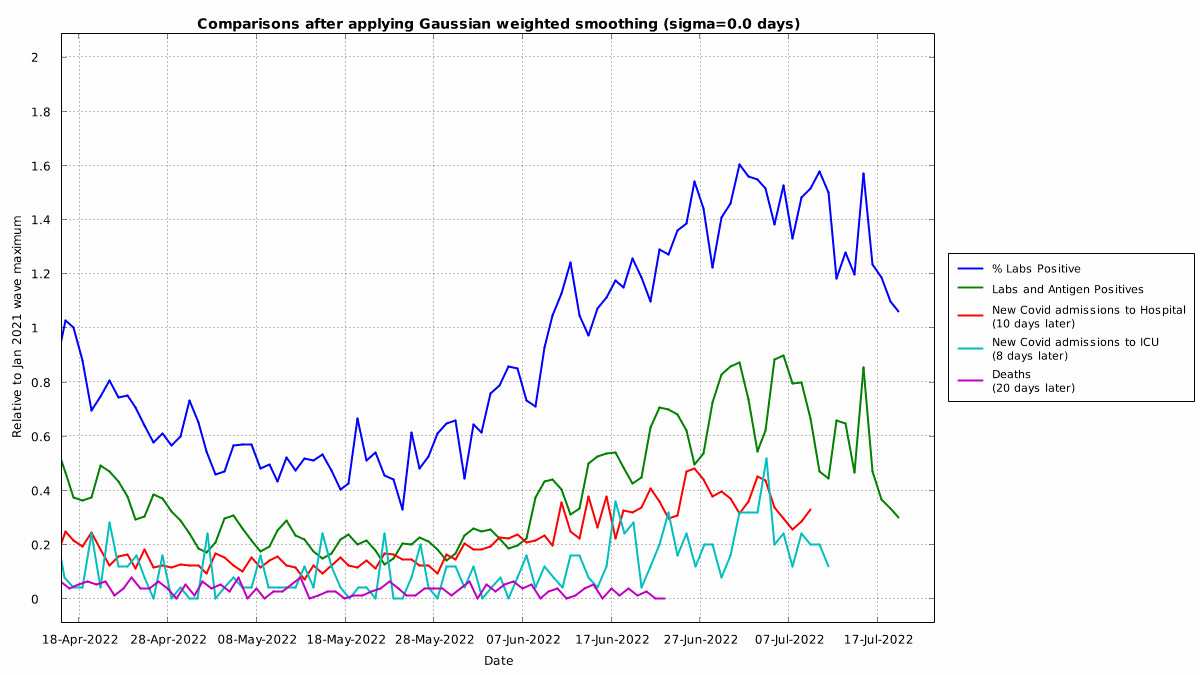 Comparisons after applying Gaussian weighted smoothing (sigma=0.0 days)
Relative to Jan 2021 wave maximum
2
1.8
1.6
1.4
1.2
1
0.8
0.6
0.4
0.2
0
18-Apr-2022 28-Apr-2022 08-May-2022 18-May-2022 28-May-2022 07-Jun-2022 17-Jun-2022 27-Jun-2022 07-Jul-2022 17-Jul-2022
Date
% Labs Positive
Labs and Antigen Positives
New Covid admissions to Hospital
(10 days later)
New Covid admissions to ICU
(8 days later)
Deaths
(20 days later)